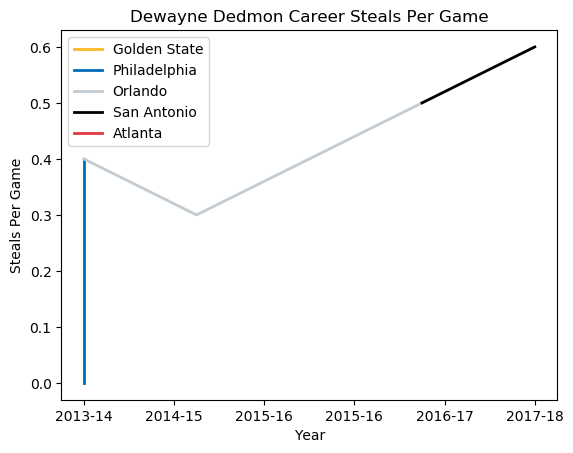 Dewayne Dedmon Career Steals Per Game
Golden State
Philadelphia
Orlando
San Antonio
Atlanta
0.6
0.5
0.4
0.3
0.2
0.1
0.0
Steals Per Game
2013-14 2014-15 2015-16 2015-16 2016-17 2017-18
Year